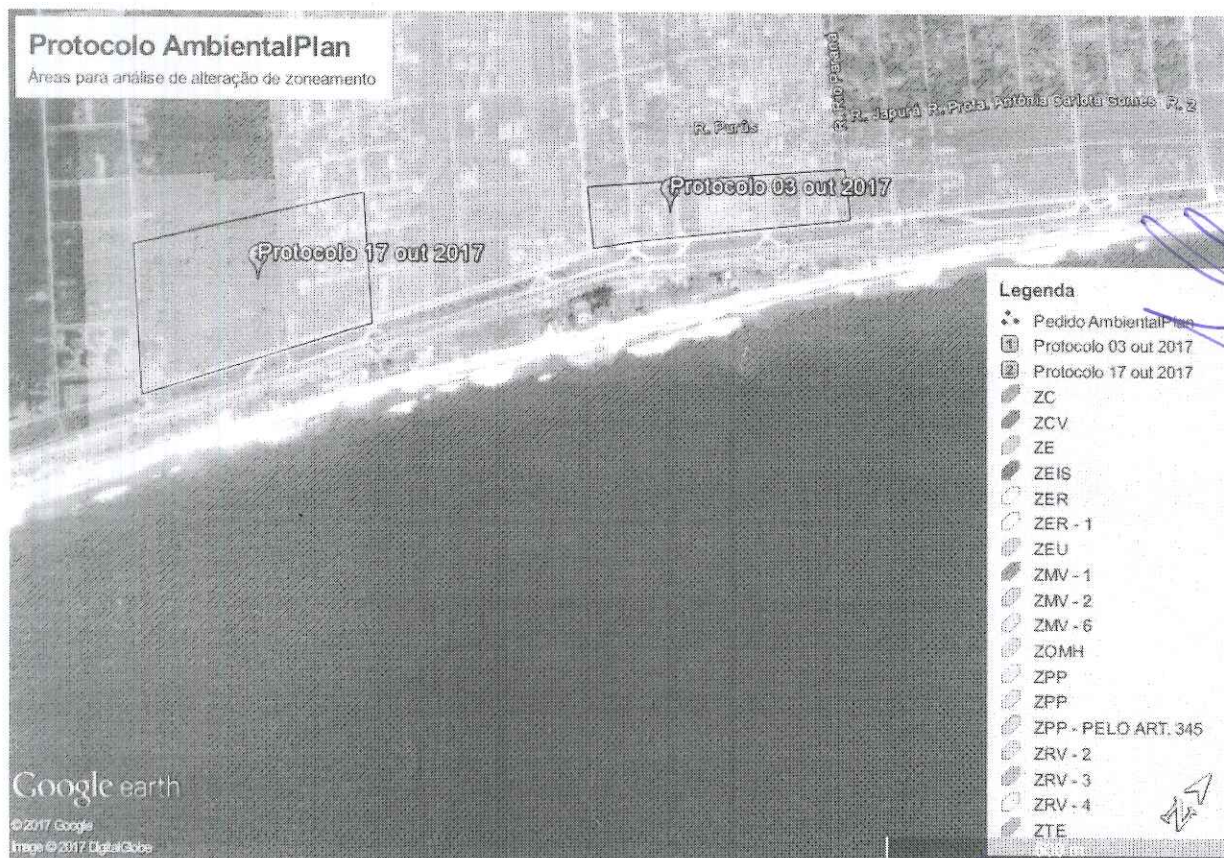 Protocolo AmbientalPlan
Áreas para análise de alteração de zoneamento
R. Rio Paraná
R. Japurá R. Profa. Antônia Carlota Gomes R. 2
R. Purús
Protocolo 03 out 2017
Protocolo 17 out 2017
Legenda
Pedido AmbientalPlan
1 Protocolo 03 out 2017
2 Protocolo 17 out 2017
ZC
ZCV
ZE
ZEIS
ZER
ZER - 1
ZEU
ZMV - 1
ZMV - 2
ZMV - 6
ZOMH
ZPP
ZPP
ZPP - PELO ART. 345
ZRV - 2
ZRV - 3
ZRV - 4
ZTE
Google earth
© 2017 Google
Image © 2017 DigitalGlobe
N